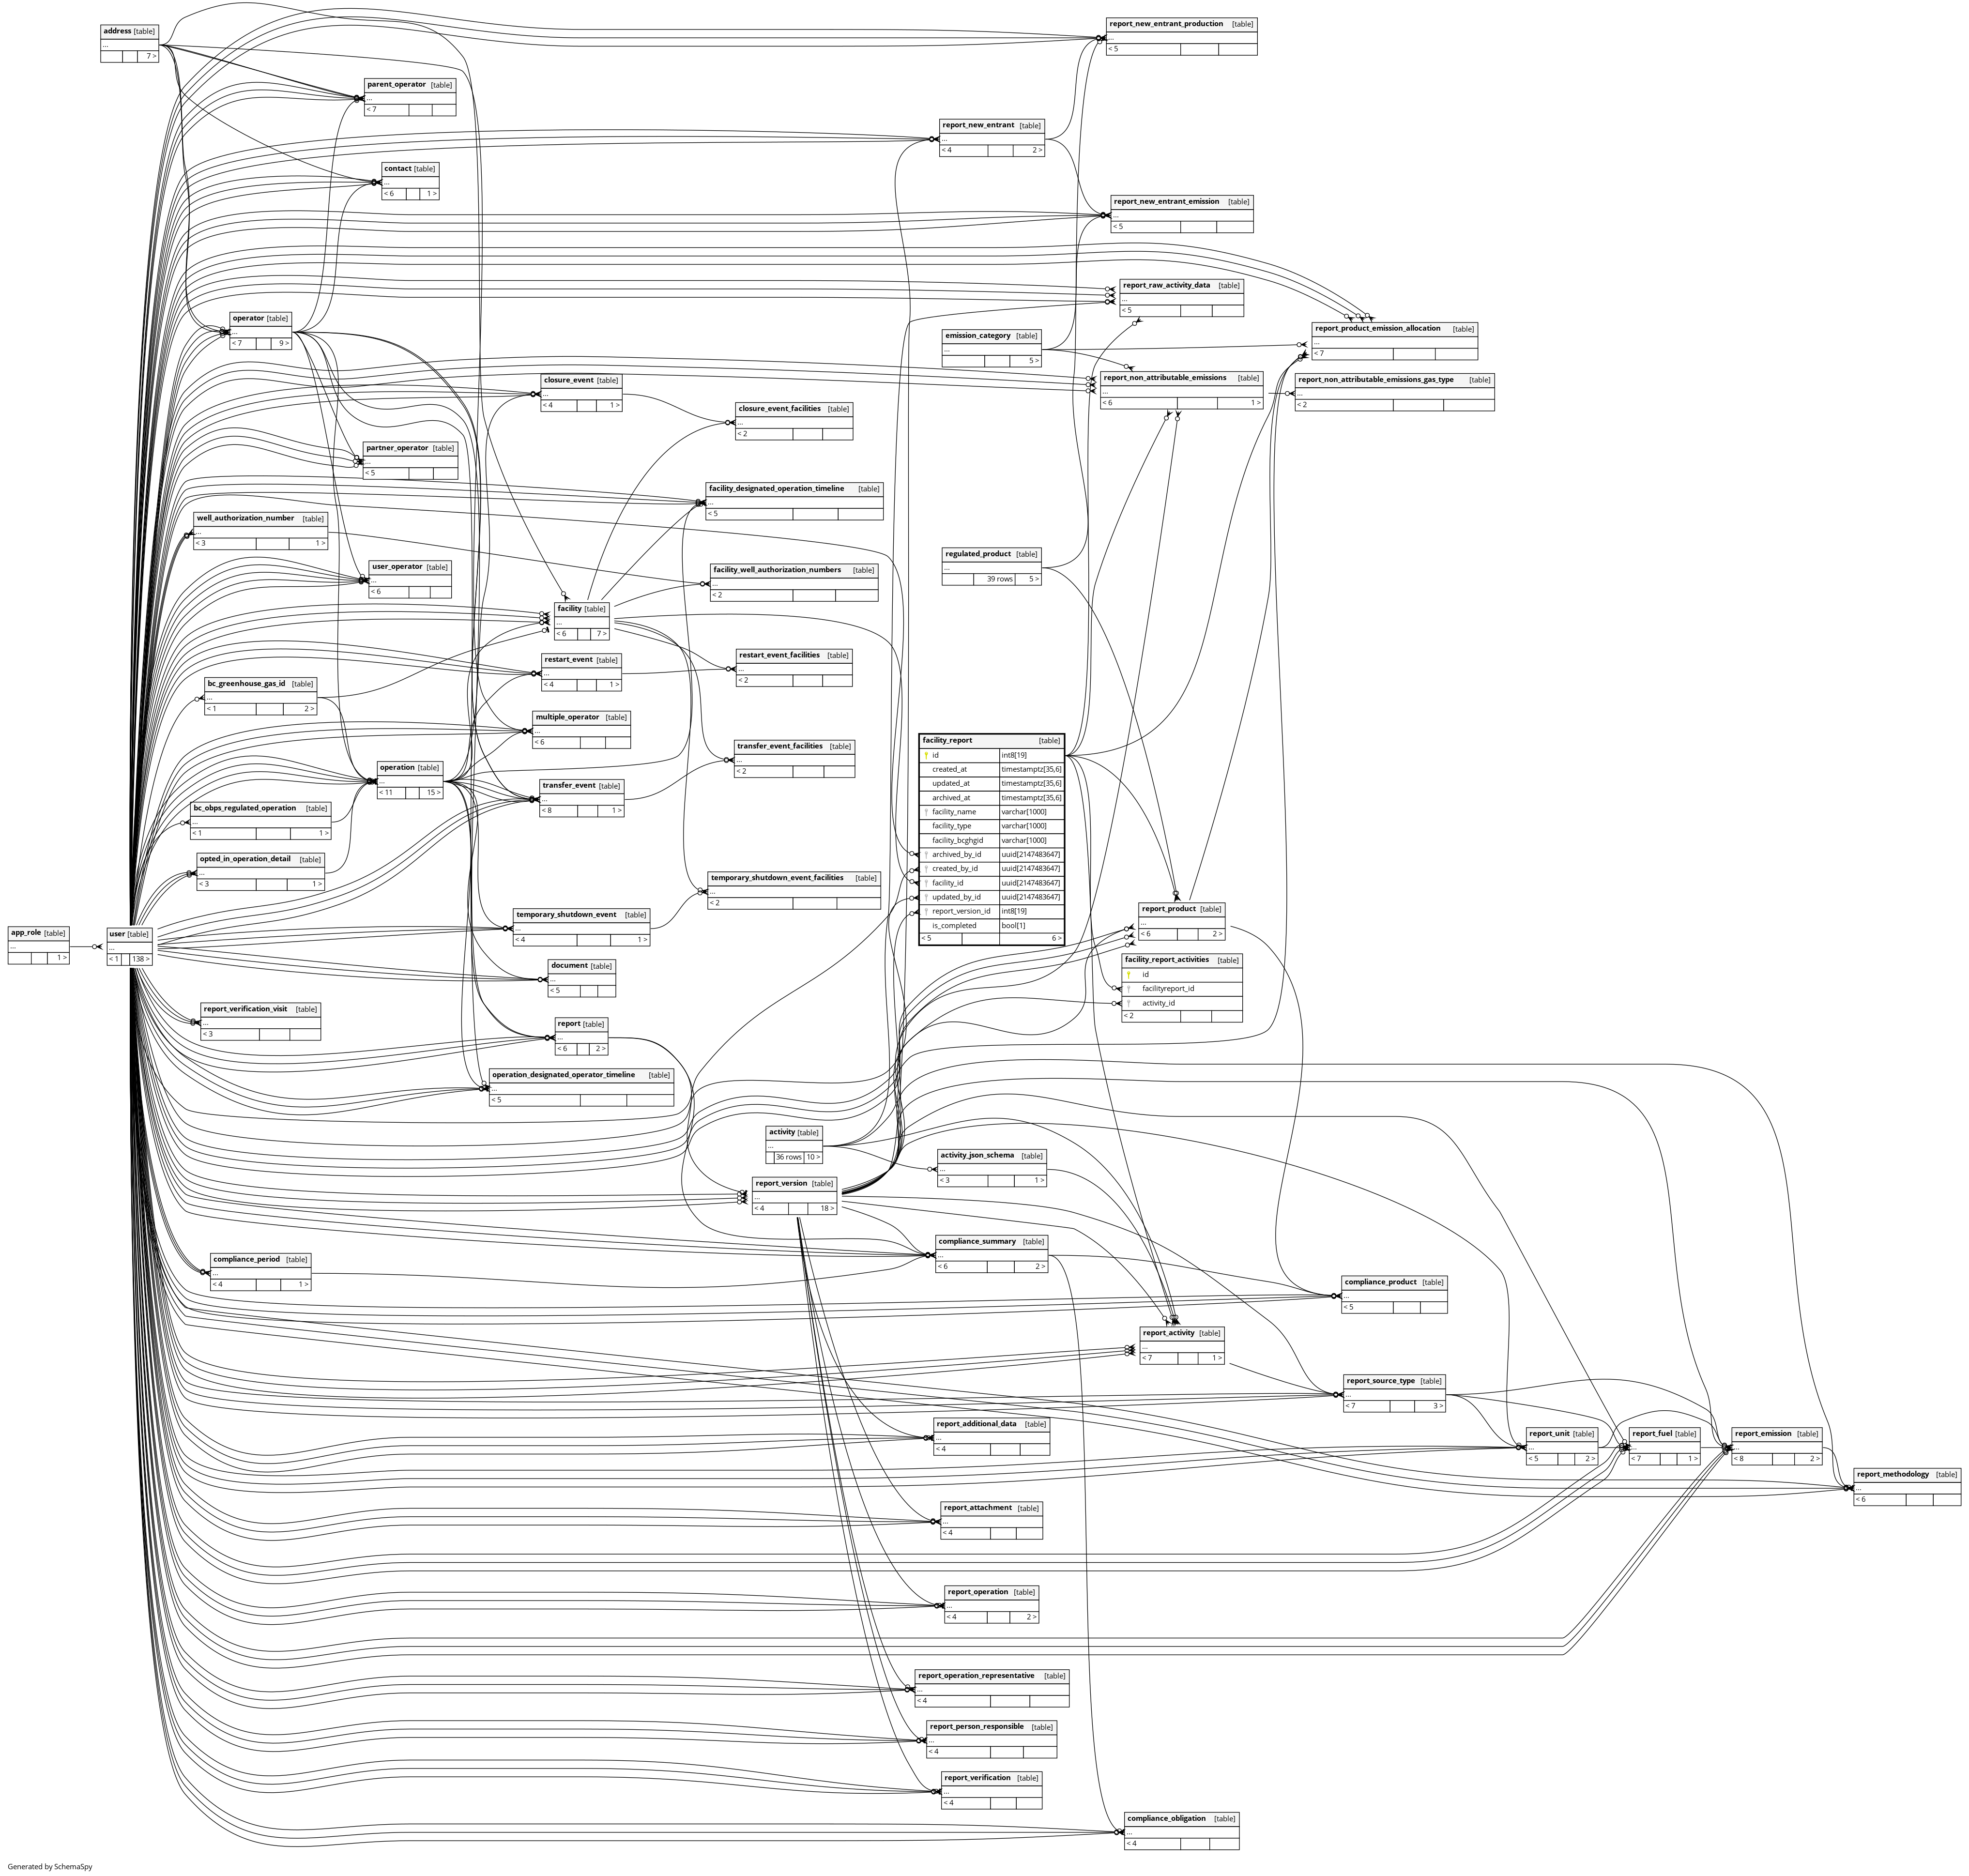 address [table]
...
7 >
report_new_entrant_production [table]
...
< 5
parent_operator [table]
...
< 7
report_new_entrant [table]
...
< 4 2 >
contact [table]
...
< 6 1 >
report_new_entrant_emission [table]
...
< 5
report_raw_activity_data [table]
...
< 5
operator [table]
...
< 7 9 >
report_product_emission_allocation [table]
...
< 7
emission_category [table]
...
5 >
closure_event [table]
...
< 4 1 >
report_non_attributable_emissions [table]
...
< 6 1 >
report_non_attributable_emissions_gas_type [table]
...
< 2
closure_event_facilities [table]
...
< 2
partner_operator [table]
...
< 5
facility_designated_operation_timeline [table]
...
< 5
well_authorization_number [table]
...
< 3 1 >
regulated_product [table]
...
39 rows 5 >
user_operator [table]
...
< 6
facility_well_authorization_numbers [table]
...
< 2
facility [table]
...
< 6 7 >
restart_event [table]
...
< 4 1 >
restart_event_facilities [table]
...
< 2
bc_greenhouse_gas_id [table]
...
< 1 2 >
multiple_operator [table]
...
< 6
transfer_event_facilities [table]
...
< 2
facility_report [table]
id int8[19]
created_at timestamptz[35,6]
updated_at timestamptz[35,6]
archived_at timestamptz[35,6]
facility_name varchar[1000]
facility_type varchar[1000]
facility_bcghgid varchar[1000]
archived_by_id uuid[2147483647]
created_by_id uuid[2147483647]
facility_id uuid[2147483647]
updated_by_id uuid[2147483647]
report_version_id int8[19]
is_completed bool[1]
< 5 6 >
operation [table]
...
< 11 15 >
transfer_event [table]
...
< 8 1 >
bc_obps_regulated_operation [table]
...
< 1 1 >
opted_in_operation_detail [table]
...
< 3 1 >
temporary_shutdown_event_facilities [table]
...
< 2
report_product [table]
...
< 6 2 >
temporary_shutdown_event [table]
...
< 4 1 >
app_role [table]
...
1 >
user [table]
...
< 1 138 >
facility_report_activities [table]
id
facilityreport_id
activity_id
< 2
document [table]
...
< 5
report_verification_visit [table]
...
< 3
report [table]
...
< 6 2 >
operation_designated_operator_timeline [table]
...
< 5
activity [table]
...
36 rows 10 >
activity_json_schema [table]
...
< 3 1 >
report_version [table]
...
< 4 18 >
compliance_summary [table]
...
< 6 2 >
compliance_period [table]
...
< 4 1 >
compliance_product [table]
...
< 5
report_activity [table]
...
< 7 1 >
report_source_type [table]
...
< 7 3 >
report_additional_data [table]
...
< 4
report_unit [table]
...
< 5 2 >
report_fuel [table]
...
< 7 1 >
report_emission [table]
...
< 8 2 >
report_methodology [table]
...
< 6
report_attachment [table]
...
< 4
report_operation [table]
...
< 4 2 >
report_operation_representative [table]
...
< 4
report_person_responsible [table]
...
< 4
report_verification [table]
...
< 4
compliance_obligation [table]
...
< 4
Generated by SchemaSpy